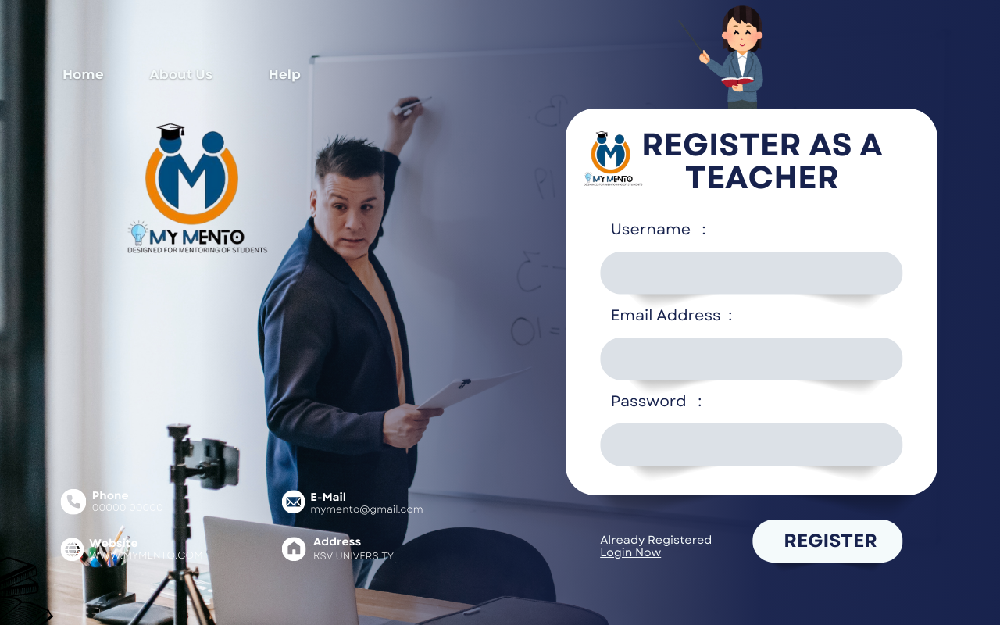 Home About Us Help
MY MENTO
DESIGNED FOR MENTORING OF STUDENTS
REGISTER AS A
TEACHER
MY MENTO
DESIGNED FOR MENTORING OF STUDENTS
Username :
Email Address :
Password :
Already Registered
Login Now
REGISTER
Phone
00000 00000
E-Mail
mymento@gmail.com
Website
WWW.MYMENTO.COM
Address
KSV UNIVERSITY